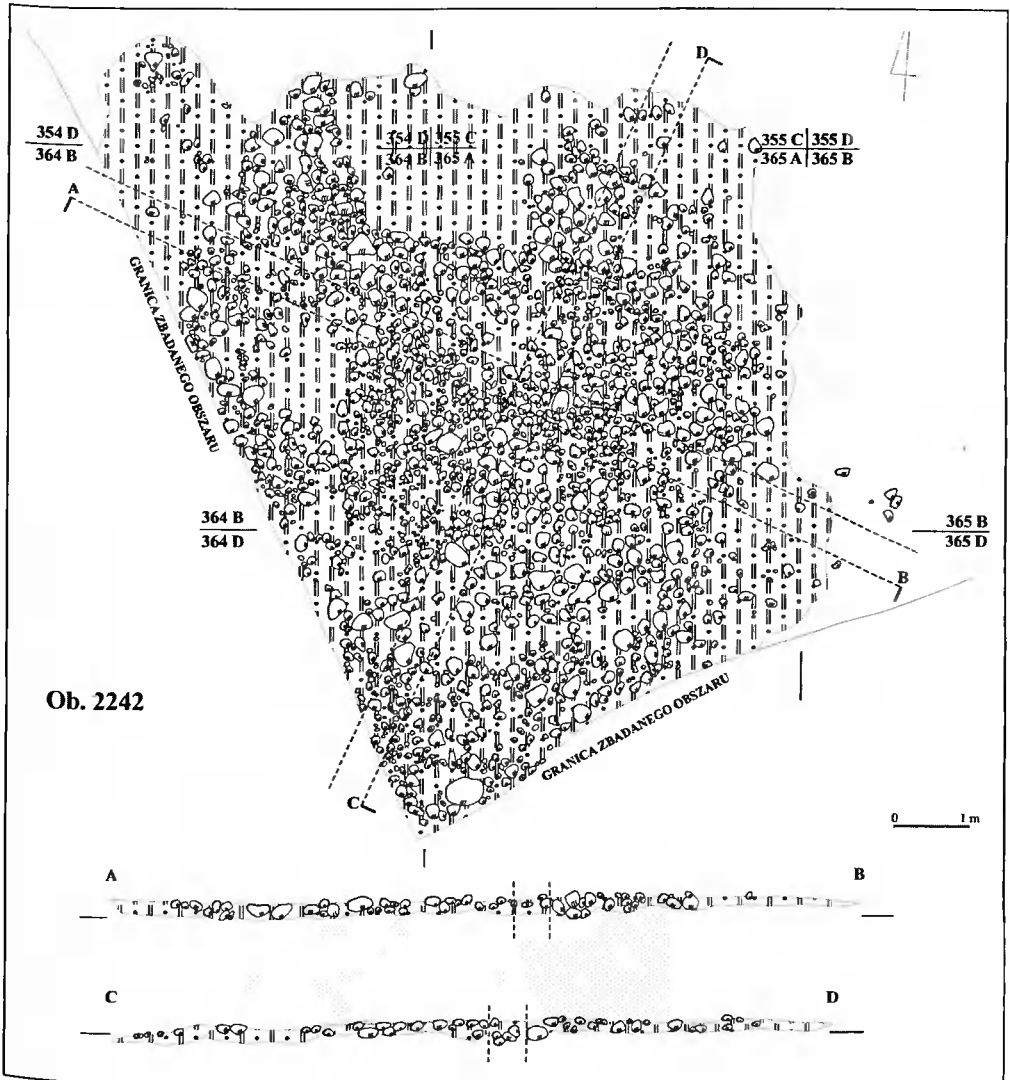 D
354 D
364 B
354 D 355 C
364 B 365 A
355 C 355 D
365 A 365 B
A
GRANICA ZBADANEGO OBSZARU
364 B
364 D
365 B
365 D
B
Ob. 2242
GRANICA ZBADANEGO OBSZARU
C
0 1 m
A B
C D